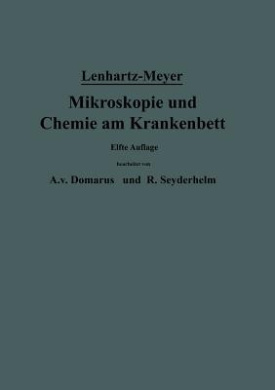 Lenhartz-Meyer
Mikroskopie und
Chemie am Krankenbett
Elfte Auflage
bearbeitet von
A.v. Domarus und R. Seyderhelm